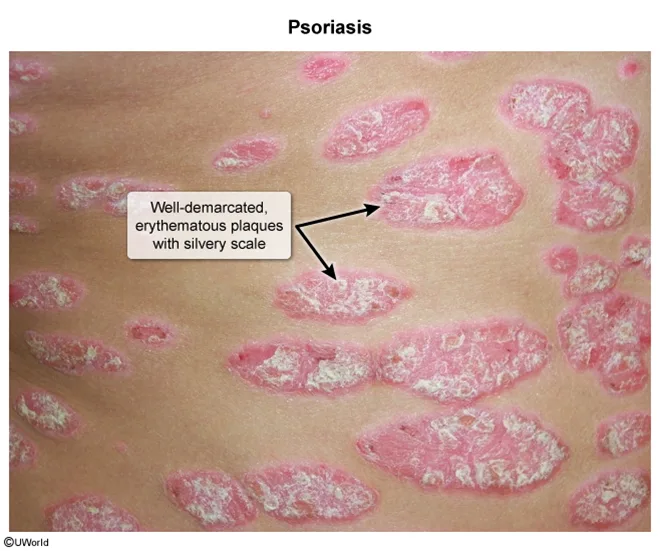 Psoriasis
Well-demarcated,
erythematous plaques
with silvery scale
©UWorld